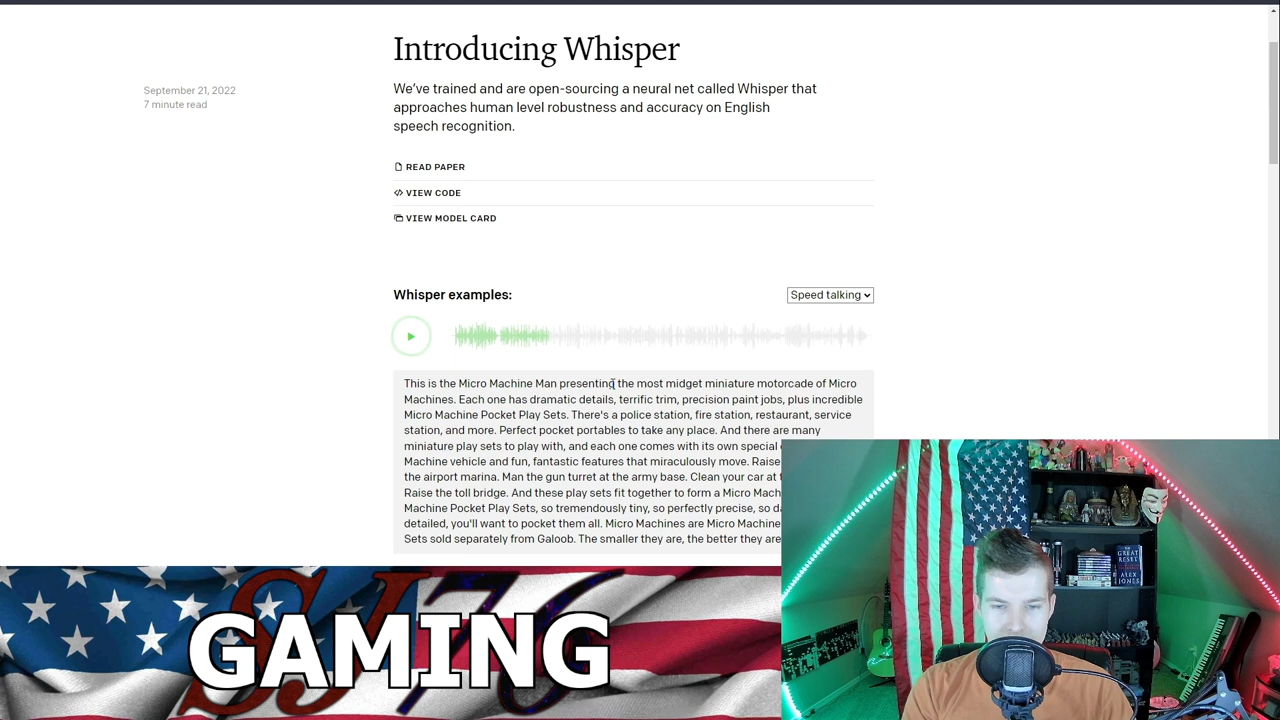 Introducing Whisper
September 21, 2022
7 minute read
We've trained and are open-sourcing a neural net called Whisper that
approaches human level robustness and accuracy on English
speech recognition.
READ PAPER
VIEW CODE
VIEW MODEL CARD
Whisper examples:
Speed talking
This is the Micro Machine Man presenting the most midget miniature motorcade of Micro
Machines. Each one has dramatic details, terrific trim, precision paint jobs, plus incredible
Micro Machine Pocket Play Sets. There's a police station, fire station, restaurant, service
station, and more. Perfect pocket portables to take any place. And there are many
miniature play sets to play with, and each one comes with its own special
Machine vehicle and fun, fantastic features that miraculously move. Raise
the airport marina. Man the gun turret at the army base. Clean your car at
Raise the toll bridge. And these play sets fit together to form a Micro Mach
Machine Pocket Play Sets, so tremendously tiny, so perfectly precise, so
detailed, you'll want to pocket them all. Micro Machines are Micro Machine
Sets sold separately from Galoob. The smaller they are, the better they are
SJ76
GAMING
THE
GREAT
RESET
ALEX
JONES